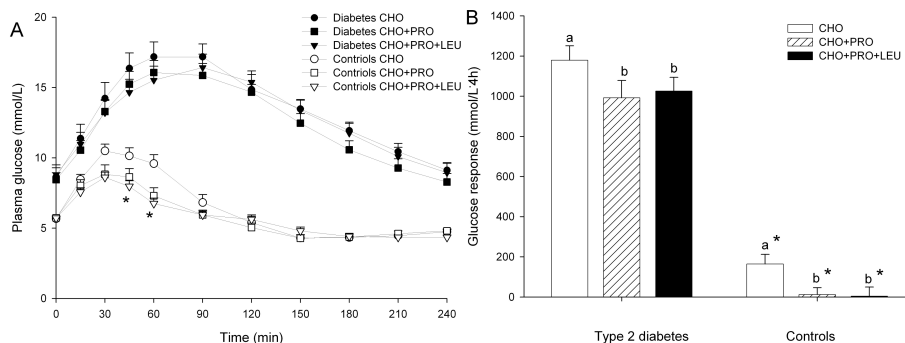 A
Plasma glucose (mmol/L)
20
15
10
5
0
Diabetes CHO
Diabetes CHO+PRO
Diabetes CHO+PRO+LEU
Contriols CHO
Controls CHO+PRO
Contriols CHO+PRO+LEU
*
*
0 30 60 90 120 150 180 210 240
Time (min)
B
Glucose response (mmol/L·4h)
1400
1200
1000
800
600
400
200
0
CHO
CHO+PRO
CHO+PRO+LEU
a
b
b
a *
b *
b *
Type 2 diabetes
Controls